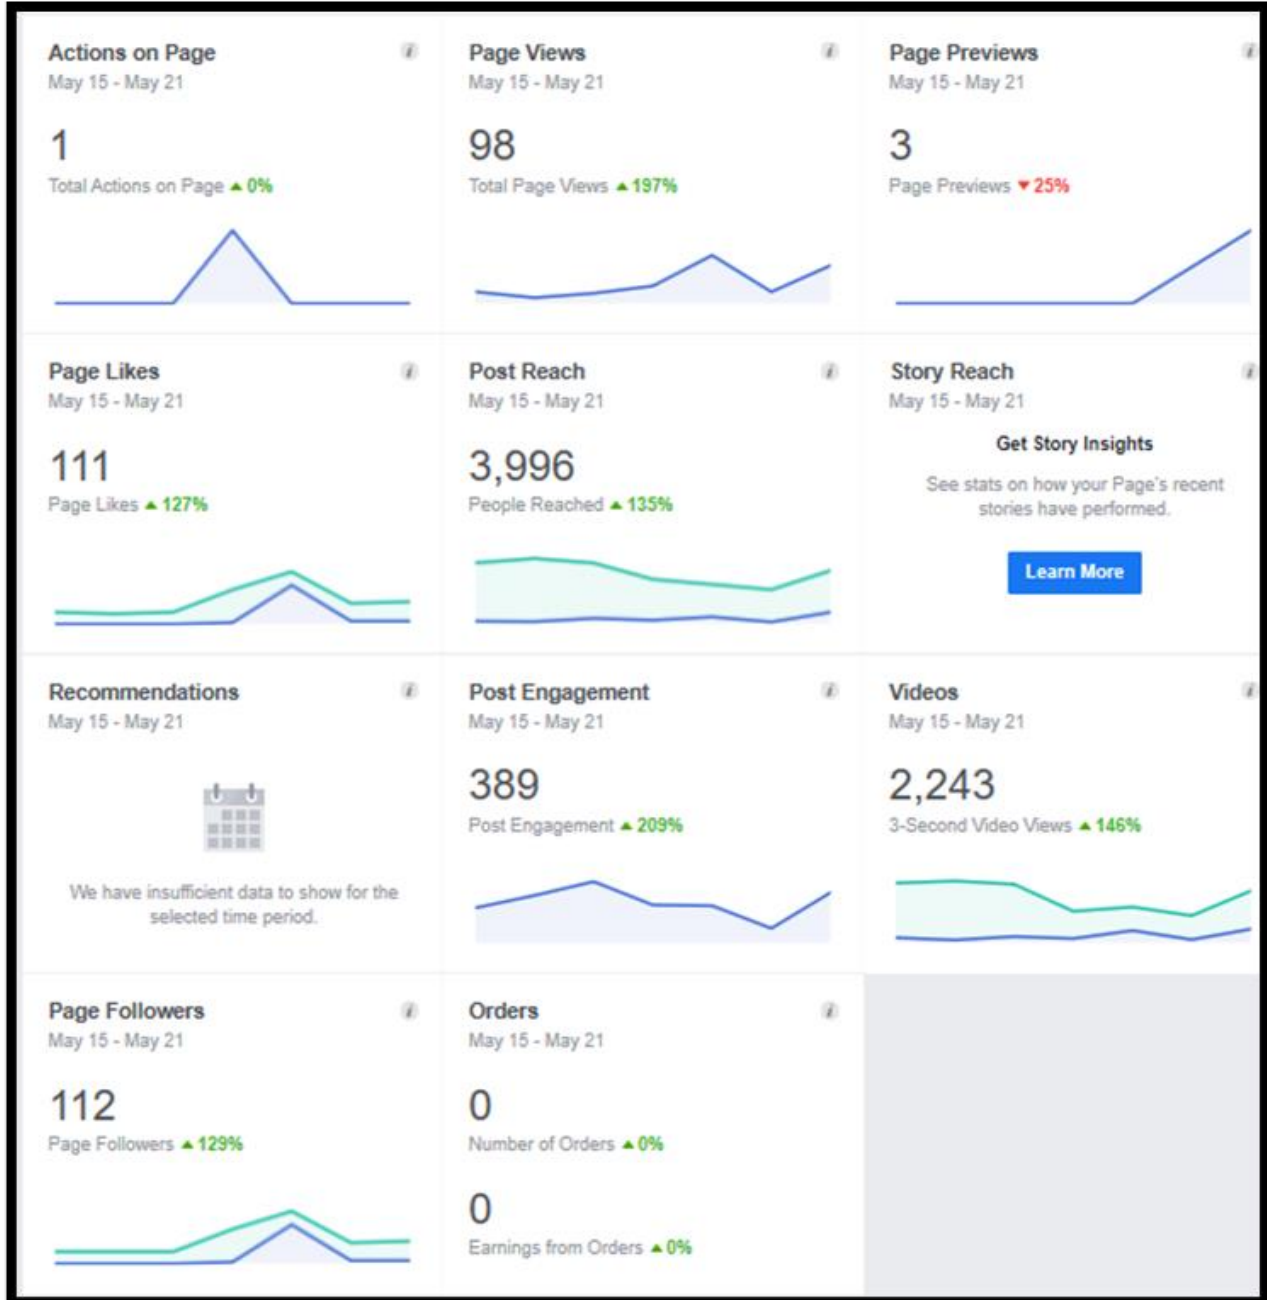 Actions on Page
May 15 - May 21
1
Total Actions on Page ▲ 0%
Page Views
May 15 - May 21
98
Total Page Views ▲ 197%
Page Previews
May 15 - May 21
3
Page Previews ▼ 25%
Page Likes
May 15 - May 21
111
Page Likes ▲ 127%
Post Reach
May 15 - May 21
3,996
People Reached ▲ 135%
Story Reach
May 15 - May 21
Get Story Insights
See stats on how your Page's recent
stories have performed.
Learn More
Recommendations
May 15 - May 21
We have insufficient data to show for the
selected time period.
Post Engagement
May 15 - May 21
389
Post Engagement ▲ 209%
Videos
May 15 - May 21
2,243
3-Second Video Views ▲ 146%
Page Followers
May 15 - May 21
112
Page Followers ▲ 129%
Orders
May 15 - May 21
0
Number of Orders ▲ 0%
0
Earnings from Orders ▲ 0%